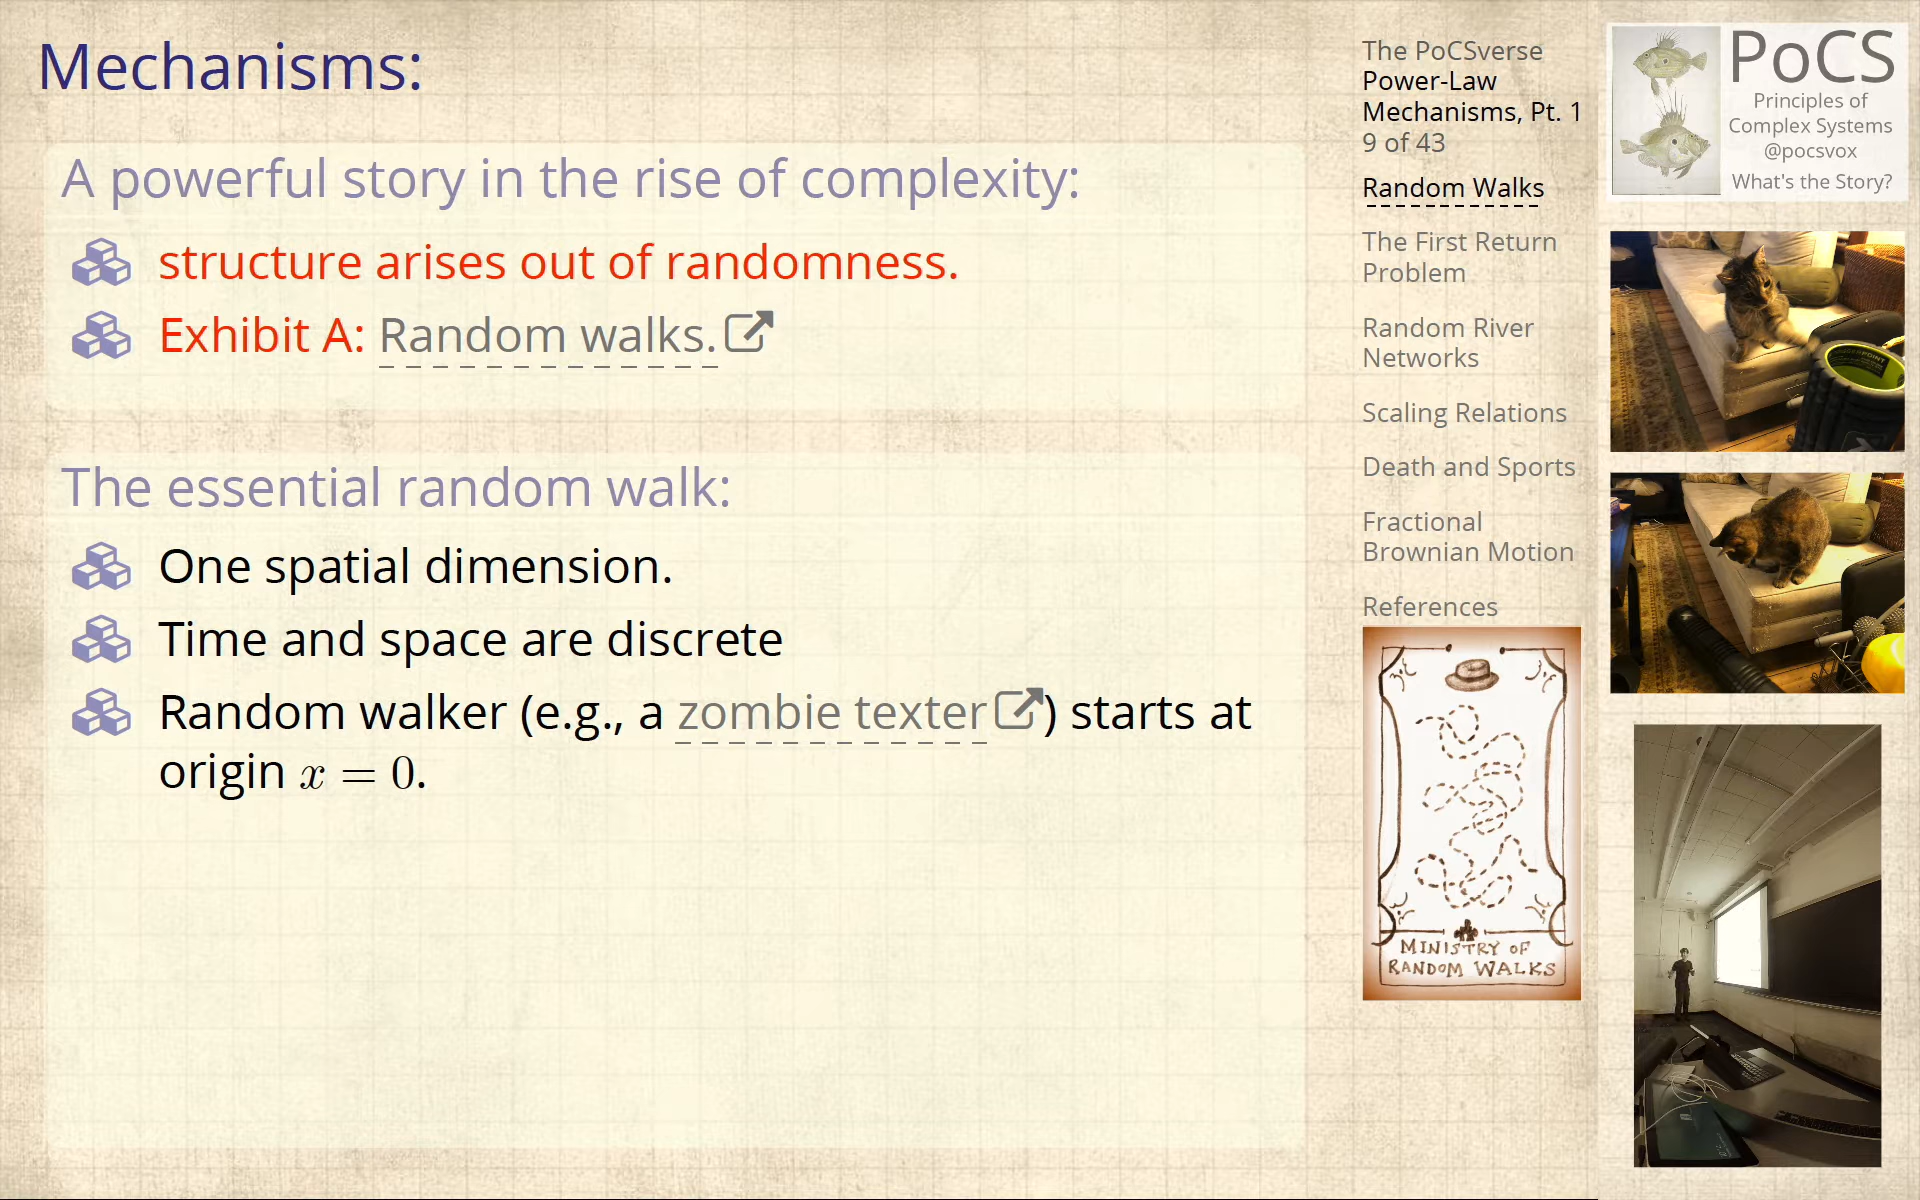 Mechanisms:
A powerful story in the rise of complexity:
structure arises out of randomness.
Exhibit A: Random walks.
The essential random walk:
One spatial dimension.
Time and space are discrete
Random walker (e.g., a zombie texter) starts at
origin x = 0.
The PoCSverse
Power-Law
Mechanisms, Pt. 1
9 of 43
Random Walks
The First Return
Problem
Random River
Networks
Scaling Relations
Death and Sports
Fractional
Brownian Motion
References
MINISTRY OF
RANDOM WALKS
PoCS
Principles of
Complex Systems
@pocsvox
What's the Story?